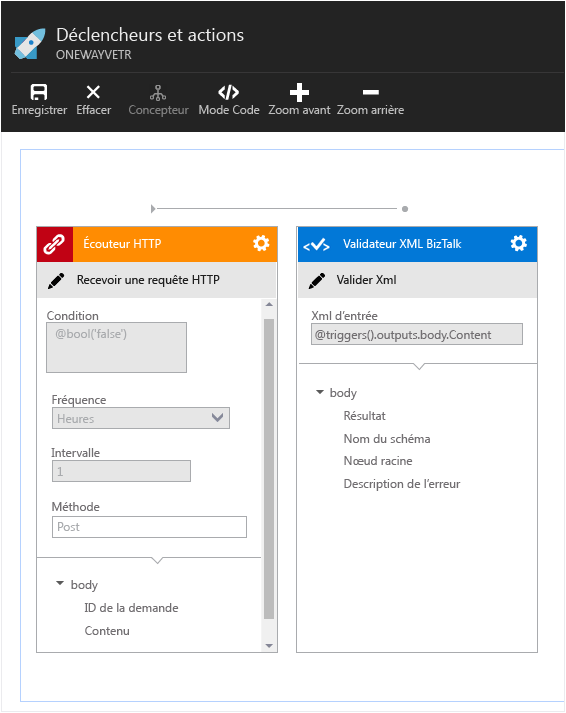 Déclencheurs et actions
ONEWAYVETR
Enregistrer Effacer Concepteur Mode Code Zoom avant Zoom arrière
Écouteur HTTP
Recevoir une requête HTTP
Condition
@bool('false')
Fréquence
Heures
Intervalle
1
Méthode
Post
body
ID de la demande
Contenu
Validateur XML BizTalk
Valider Xml
Xml d'entrée
@triggers().outputs.body.Content
body
Résultat
Nom du schéma
Nœud racine
Description de l'erreur